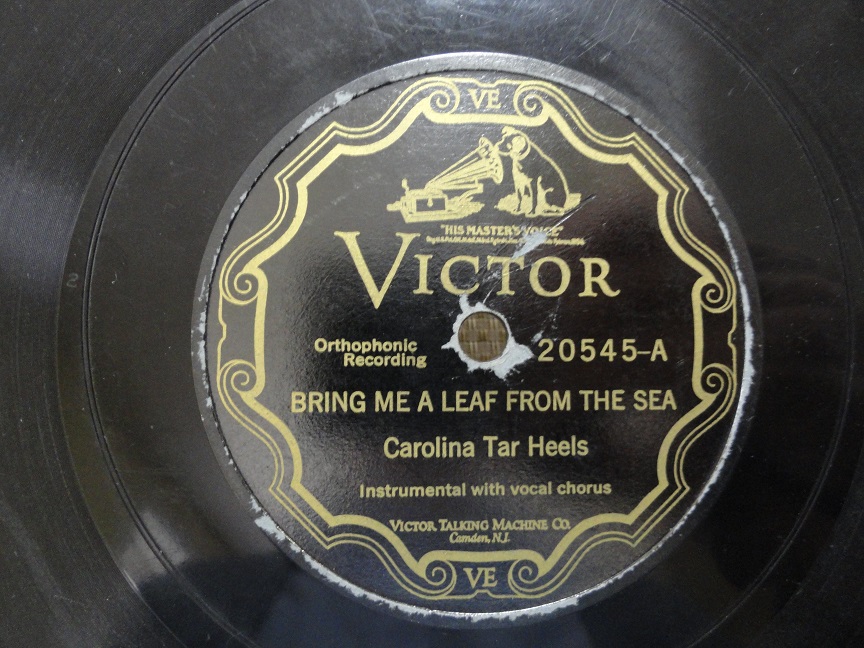 VE
"HIS MASTER'S VOICE"
VICTOR
Orthophonic
Recording
20545-A
BRING ME A LEAF FROM THE SEA
Carolina Tar Heels
Instrumental with vocal chorus
VICTOR TALKING MACHINE CO.
Camden, N.J.
VE
2